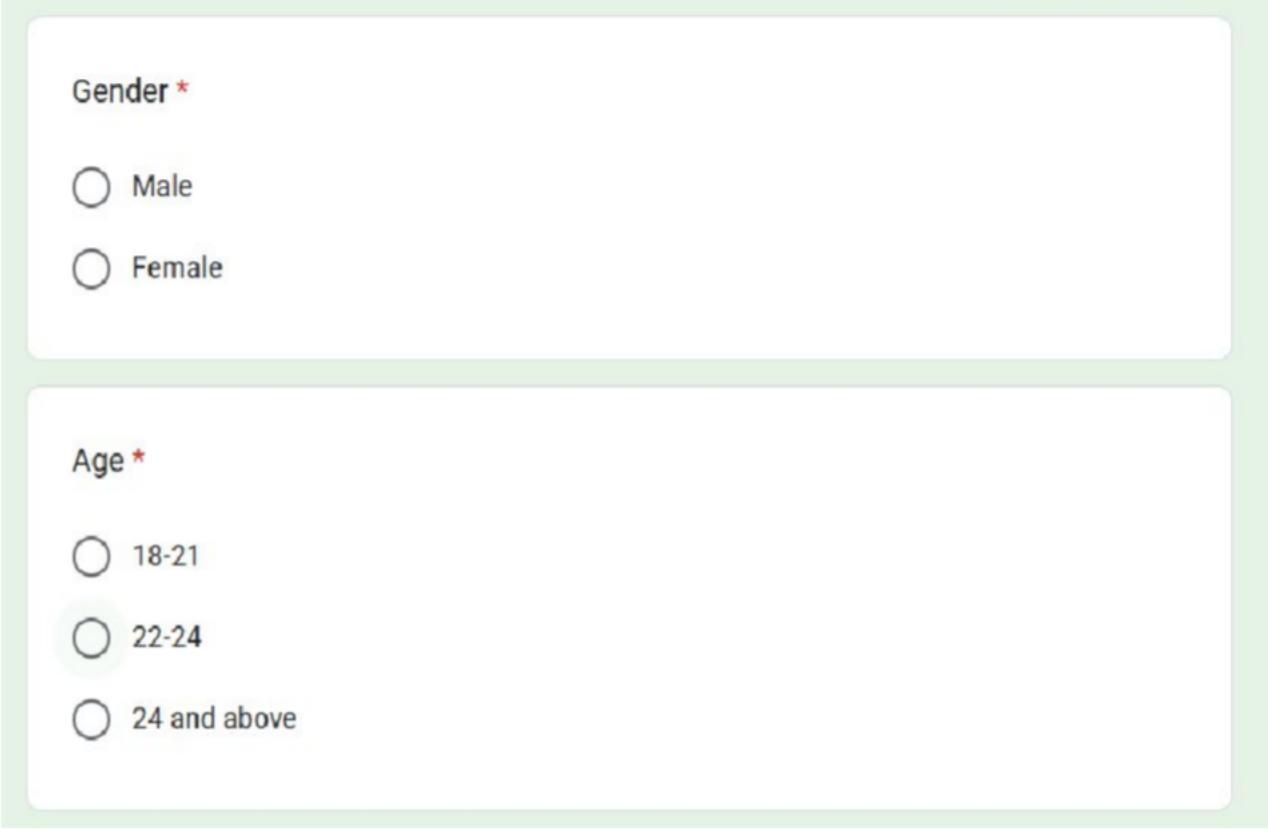 Gender *
Male
Female
Age *
18-21
22-24
24 and above